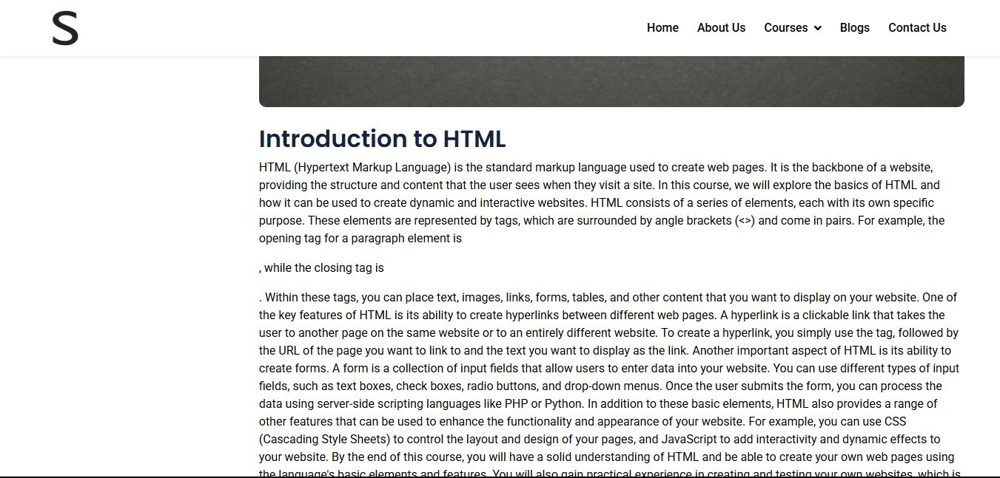 S
Home About Us Courses Blogs Contact Us
Introduction to HTML
HTML (Hypertext Markup Language) is the standard markup language used to create web pages. It is the backbone of a website,
providing the structure and content that the user sees when they visit a site. In this course, we will explore the basics of HTML and
how it can be used to create dynamic and interactive websites. HTML consists of a series of elements, each with its own specific
purpose. These elements are represented by tags, which are surrounded by angle brackets (<>) and come in pairs. For example, the
opening tag for a paragraph element is
, while the closing tag is
. Within these tags, you can place text, images, links, forms, tables, and other content that you want to display on your website. One of
the key features of HTML is its ability to create hyperlinks between different web pages. A hyperlink is a clickable link that takes the
user to another page on the same website or to an entirely different website. To create a hyperlink, you simply use the tag, followed by
the URL of the page you want to link to and the text you want to display as the link. Another important aspect of HTML is its ability to
create forms. A form is a collection of input fields that allow users to enter data into your website. You can use different types of input
fields, such as text boxes, check boxes, radio buttons, and drop-down menus. Once the user submits the form, you can process the
data using server-side scripting languages like PHP or Python. In addition to these basic elements, HTML also provides a range of
other features that can be used to enhance the functionality and appearance of your website. For example, you can use CSS
(Cascading Style Sheets) to control the layout and design of your pages, and JavaScript to add interactivity and dynamic effects to
your website. By the end of this course, you will have a solid understanding of HTML and be able to create your own web pages using
the language's basic elements and features. You will also gain practical experience in creating and testing your own websites, which is